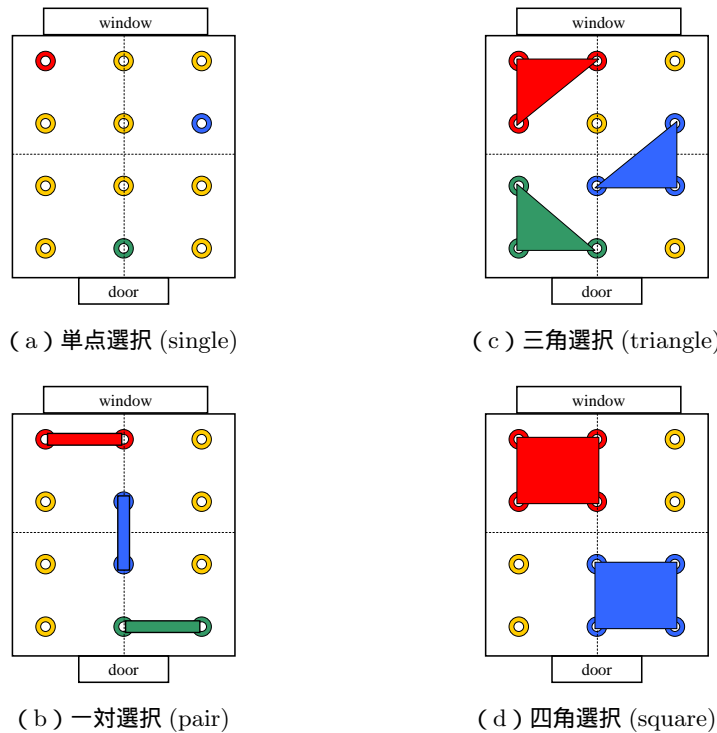 window
door
（a）単点選択 (single)
window
door
（c）三角選択 (triangle)
window
door
（b）一対選択 (pair)
window
door
（d）四角選択 (square)